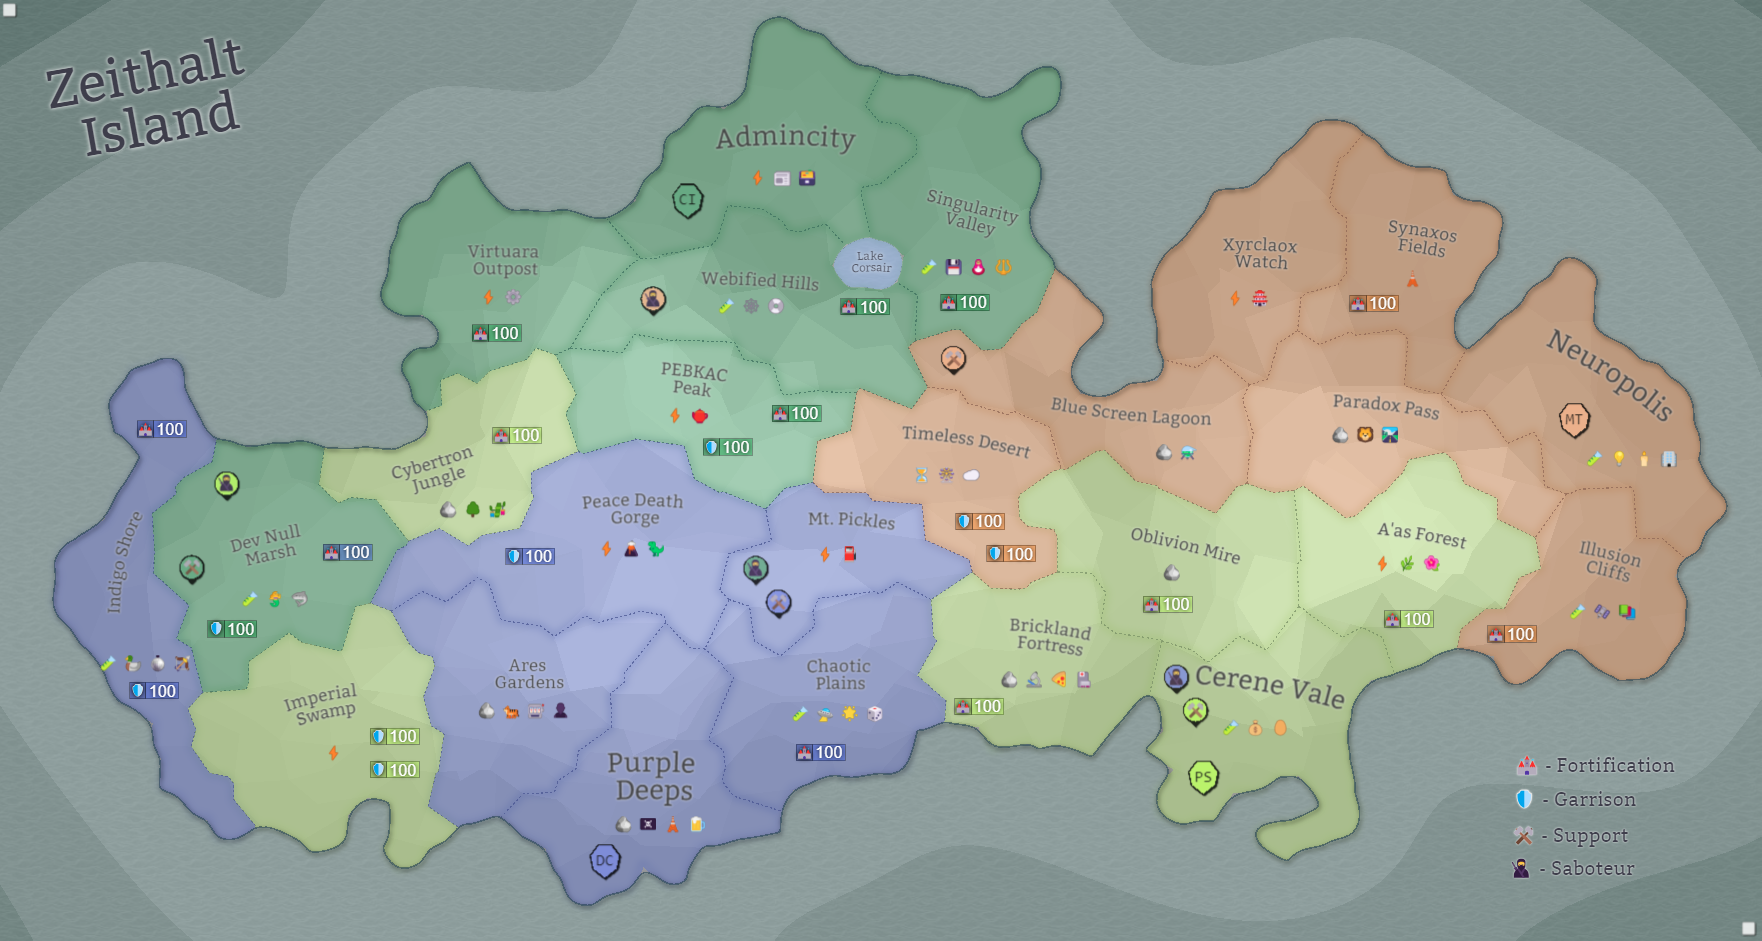 Zeithalt
Island
Admincity
CI
Singularity
Valley
Virtuara
Outpost
Webified Hills
Lake
Corsair
100
100
100
Xyrclaox
Watch
Synaxos
Fields
100
Neuropolis
MT
PEBKAC
Peak
100
100
Blue Screen Lagoon
Paradox Pass
Timeless Desert
100
100
100
100
Cybertron
Jungle
Peace Death
Gorge
Mt. Pickles
100
100
Indigo Shore
Dev Null
Marsh
100
100
100
Oblivion Mire
100
A'as Forest
100
Illusion
Cliffs
100
Brickland
Fortress
100
Cerene Vale
PS
Imperial
Swamp
100
100
Ares
Gardens
Chaotic
Plains
100
Purple
Deeps
DC
- Fortification
- Garrison
- Support
- Saboteur